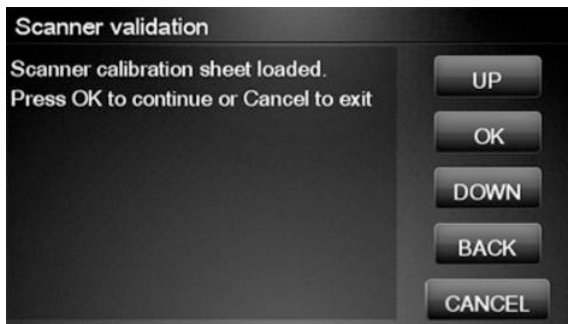 Scanner validation
Scanner calibration sheet loaded.
Press OK to continue or Cancel to exit
UP
OK
DOWN
BACK
CANCEL